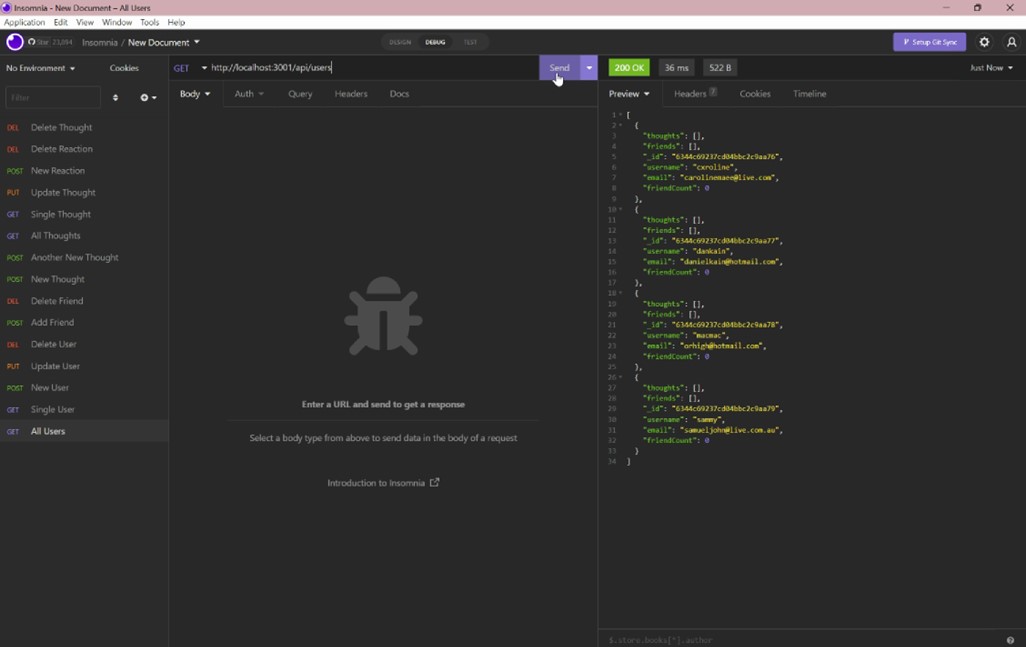 Insomnia - New Document – All Users
Application Edit View Window Tools Help
Star 23,094 Insomnia / New Document DESIGN DEBUG TEST Setup Git Sync
No Environment Cookies GET http://localhost:3001/api/users Send 200 OK 36 ms 522 B Just Now
Filter Body Auth Query Headers Docs Preview Headers 7 Cookies Timeline
DEL Delete Thought
DEL Delete Reaction
POST New Reaction
PUT Update Thought
GET Single Thought
GET All Thoughts
POST Another New Thought
POST New Thought
DEL Delete Friend
POST Add Friend
DEL Delete User
PUT Update User
POST New User
GET Single User
GET All Users
Enter a URL and send to get a response
Select a body type from above to send data in the body of a request
Introduction to Insomnia
1 [
2 {
3 "thoughts": [],
4 "friends": [],
5 "_id": "6344c69237cd04bbc2c9aa76",
6 "username": "cxroline",
7 "email": "carolinemaee@live.com",
8 "friendCount": 0
9 },
10 {
11 "thoughts": [],
12 "friends": [],
13 "_id": "6344c69237cd04bbc2c9aa77",
14 "username": "dankain",
15 "email": "danielkain@hotmail.com",
16 "friendCount": 0
17 },
18 {
19 "thoughts": [],
20 "friends": [],
21 "_id": "6344c69237cd04bbc2c9aa78",
22 "username": "macmac",
23 "email": "orhigh@hotmail.com",
24 "friendCount": 0
25 },
26 {
27 "thoughts": [],
28 "friends": [],
29 "_id": "6344c69237cd04bbc2c9aa79",
30 "username": "sammy",
31 "email": "samueljohn@live.com.au",
32 "friendCount": 0
33 }
34 ]
$.store.books[*].author